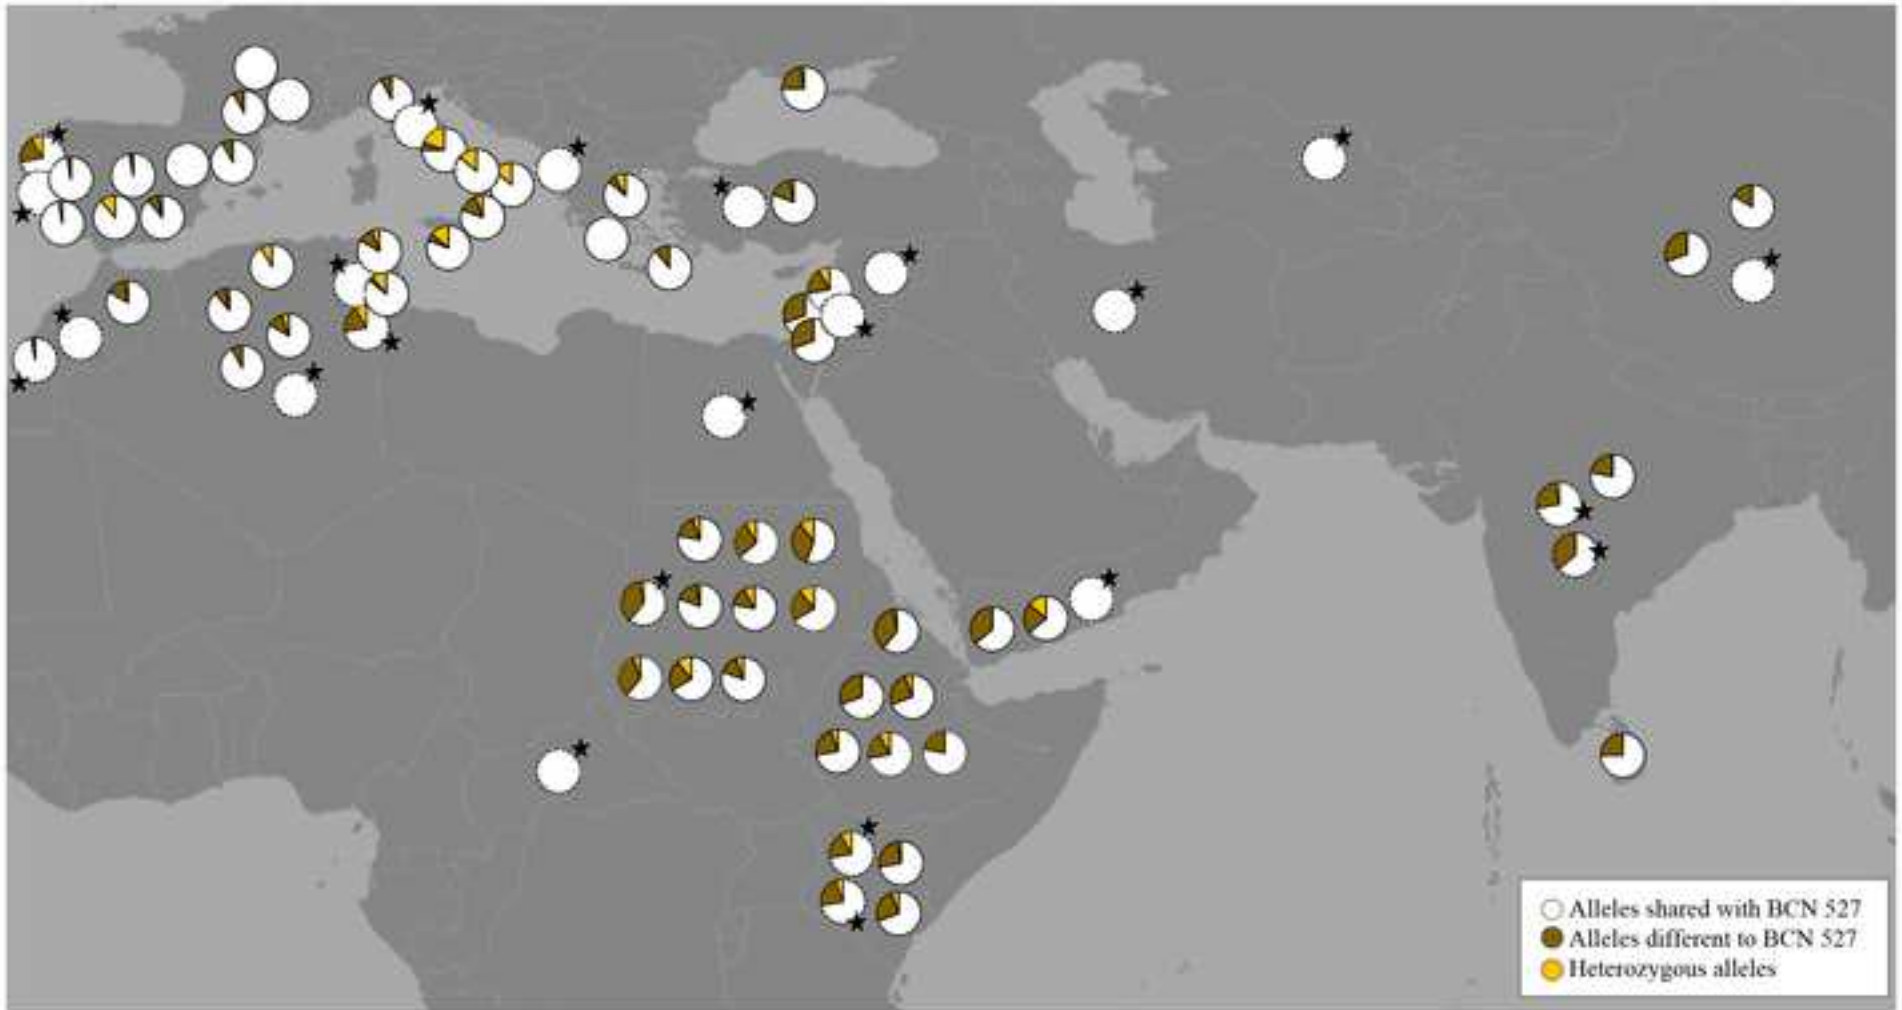 Alleles shared with BCN 527
Alleles different to BCN 527
Heterozygous alleles